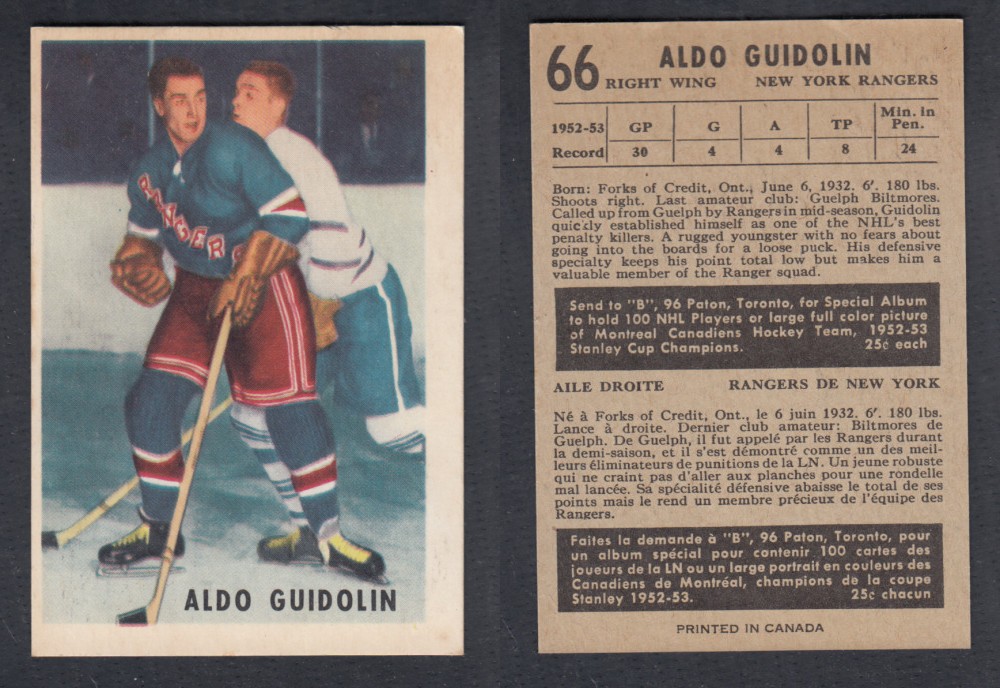 RANGERS
ALDO GUIDOLIN
66 ALDO GUIDOLIN
RIGHT WING NEW YORK RANGERS
1952-53 GP G A TP Min. in Pen.
Record 30 4 4 8 24
Born: Forks of Credit, Ont., June 6, 1932. 6'. 180 lbs.
Shoots right. Last amateur club: Guelph Biltmores.
Called up from Guelph by Rangers in mid-season, Guidolin
quickly established himself as one of the NHL's best
penalty killers. A rugged youngster with no fears about
going into the boards for a loose puck. His defensive
specialty keeps his point total low but makes him a
valuable member of the Ranger squad.
Send to "B", 96 Paton, Toronto, for Special Album
to hold 100 NHL Players or large full color picture
of Montreal Canadiens Hockey Team, 1952-53
Stanley Cup Champions. 25¢ each
AILE DROITE RANGERS DE NEW YORK
Né à Forks of Credit, Ont., le 6 juin 1932. 6'. 180 lbs.
Lance à droite. Dernier club amateur: Biltmores de
Guelph. De Guelph, il fut appelé par les Rangers durant
la demi-saison, et il s'est démontré comme un des meil-
leurs éliminateurs de punitions de la LN. Un jeune robuste
qui ne craint pas d'aller aux planches pour une rondelle
mal lancée. Sa spécialité défensive abaisse le total de ses
points mais le rend un membre précieux de l'équipe des
Rangers.
Faites la demande à "B", 96 Paton, Toronto, pour
un album spécial pour contenir 100 cartes des
joueurs de la LN ou un large portrait en couleurs des
Canadiens de Montréal, champions de la coupe
Stanley 1952-53. 25¢ chacun
PRINTED IN CANADA